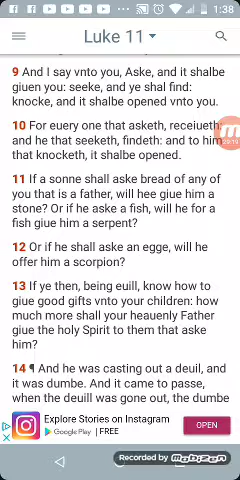 1:38
Luke 11
9 And I say vnto you, Aske, and it shalbe
giuen you: seeke, and ye shal find:
knocke, and it shalbe opened vnto you.
10 For euery one that asketh, receiueth:
and he that seeketh, findeth: and to him
that knocketh, it shalbe opened.
29:19
11 If a sonne shall aske bread of any of
you that is a father, will hee giue him a
stone? Or if he aske a fish, will he for a
fish giue him a serpent?
12 Or if he shall aske an egge, will he
offer him a scorpion?
13 If ye then, being euill, know how to
giue good gifts vnto your children: how
much more shall your heauenly Father
giue the holy Spirit to them that aske
him?
14 ¶ And he was casting out a deuil, and
it was dumbe. And it came to passe,
when the deuill was gone out, the dumbe
Explore Stories on Instagram
Google Play | FREE
OPEN
Recorded by Mobizen